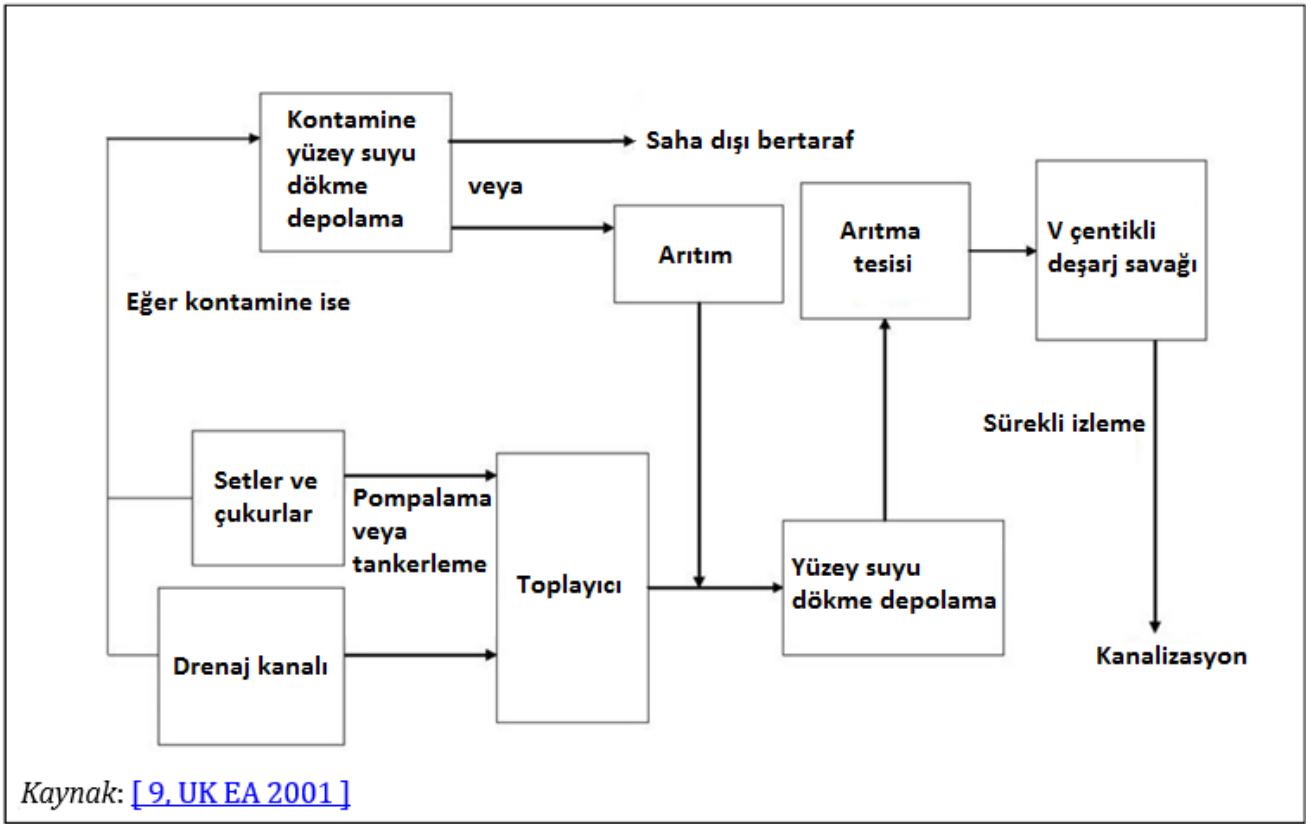 Kontamine
yüzey suyu
dökme
depolama
Saha dışı bertaraf
veya
Arıtım
Arıtma
tesisi
V çentikli
deşarj savağı
Eğer kontamine ise
Sürekli izleme
Setler ve
çukurlar
Pompalama
veya
tankerleme
Toplayıcı
Yüzey suyu
dökme depolama
Drenaj kanalı
Kanalizasyon
Kaynak: [ 9, UK EA 2001 ]